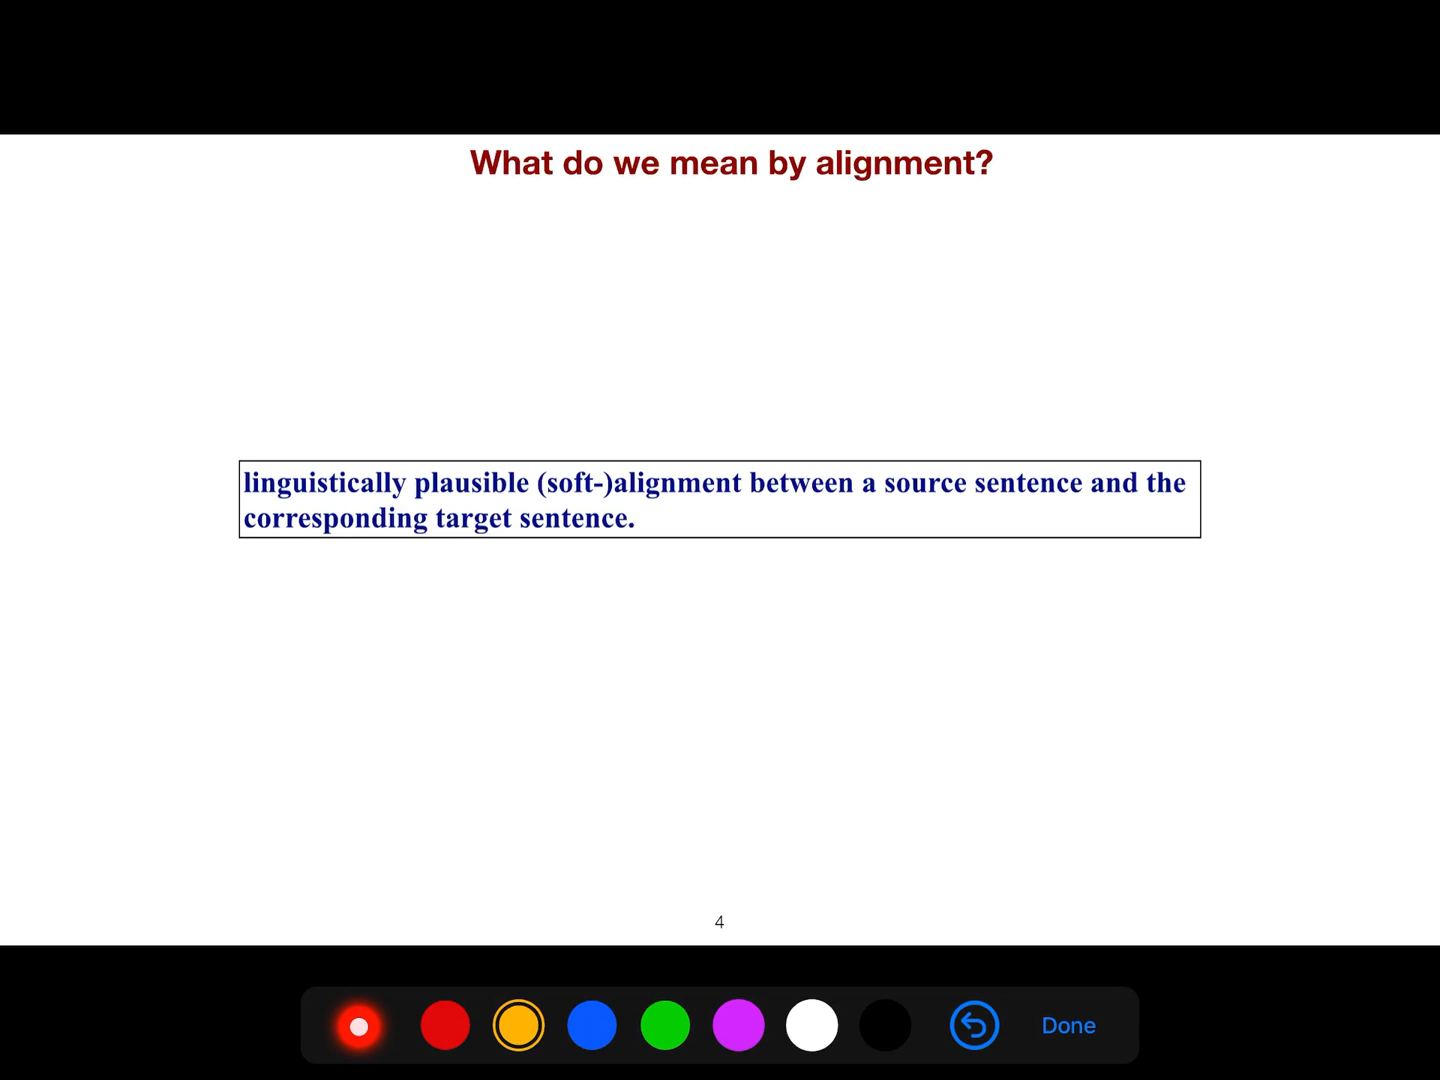 What do we mean by alignment?
linguistically plausible (soft-)alignment between a source sentence and the
corresponding target sentence.
4
Done